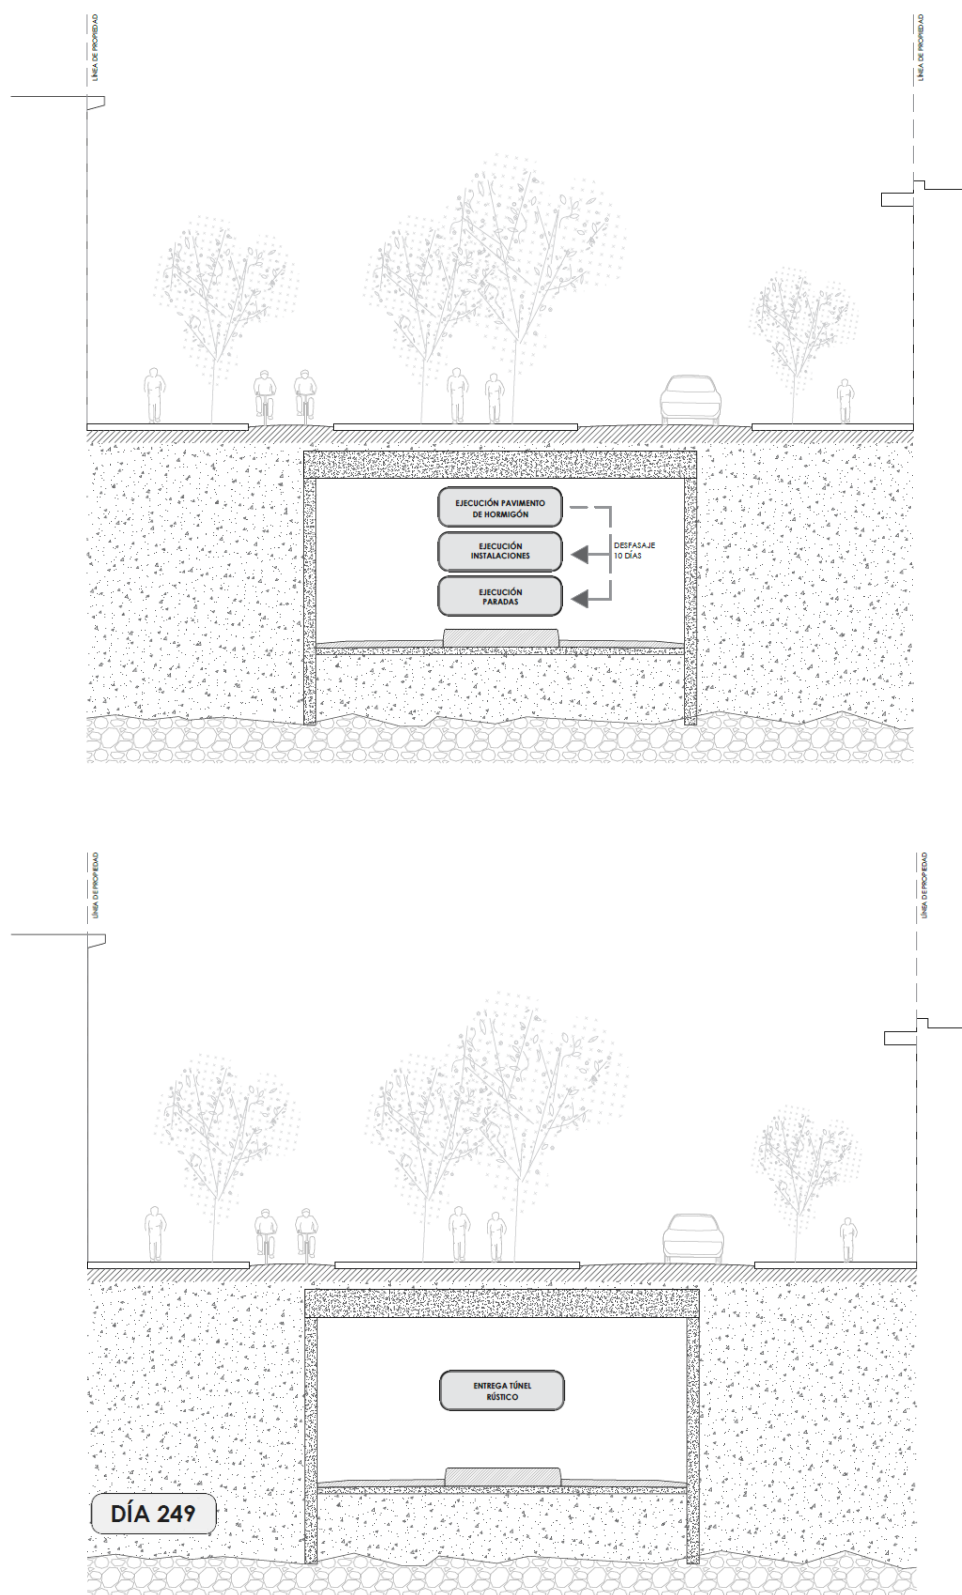 LÍNEA DE PROPIEDAD
LÍNEA DE PROPIEDAD
EJECUCIÓN PAVIMENTO
DE HORMIGÓN
EJECUCIÓN
INSTALACIONES
DESFASAJE
10 DÍAS
EJECUCIÓN
PARADAS
LÍNEA DE PROPIEDAD
LÍNEA DE PROPIEDAD
ENTREGA TÚNEL
RÚSTICO
DÍA 249